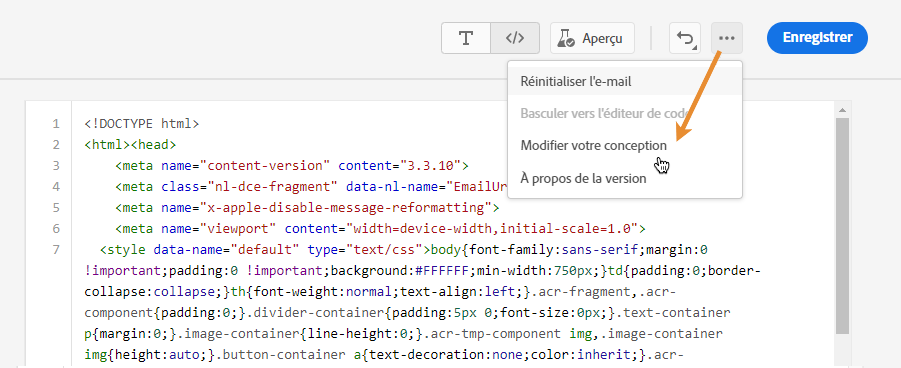 T </> Aperçu ... Enregistrer
Réinitialiser l'e-mail
Basculer vers l'éditeur de code
Modifier votre conception
À propos de la version
1 <!DOCTYPE html>
2 <html><head>
3 <meta name="content-version" content="3.3.10">
4 <meta class="nl-dce-fragment" data-nl-name="EmailUr
5 <meta name="x-apple-disable-message-reformatting">
6 <meta name="viewport" content="width=device-width,initial-scale=1.0">
7 <style data-name="default" type="text/css">body{font-family:sans-serif;margin:0
!important;padding:0 !important;background:#FFFFFF;min-width:750px;}td{padding:0;border-
collapse:collapse;}th{font-weight:normal;text-align:left;}.acr-fragment,.acr-
component{padding:0;}.divider-container{padding:5px 0;font-size:0px;}.text-container
p{margin:0;}.image-container{line-height:0;}.acr-tmp-component img,.image-container
img{height:auto;}.button-container a{text-decoration:none;color:inherit;}.acr-